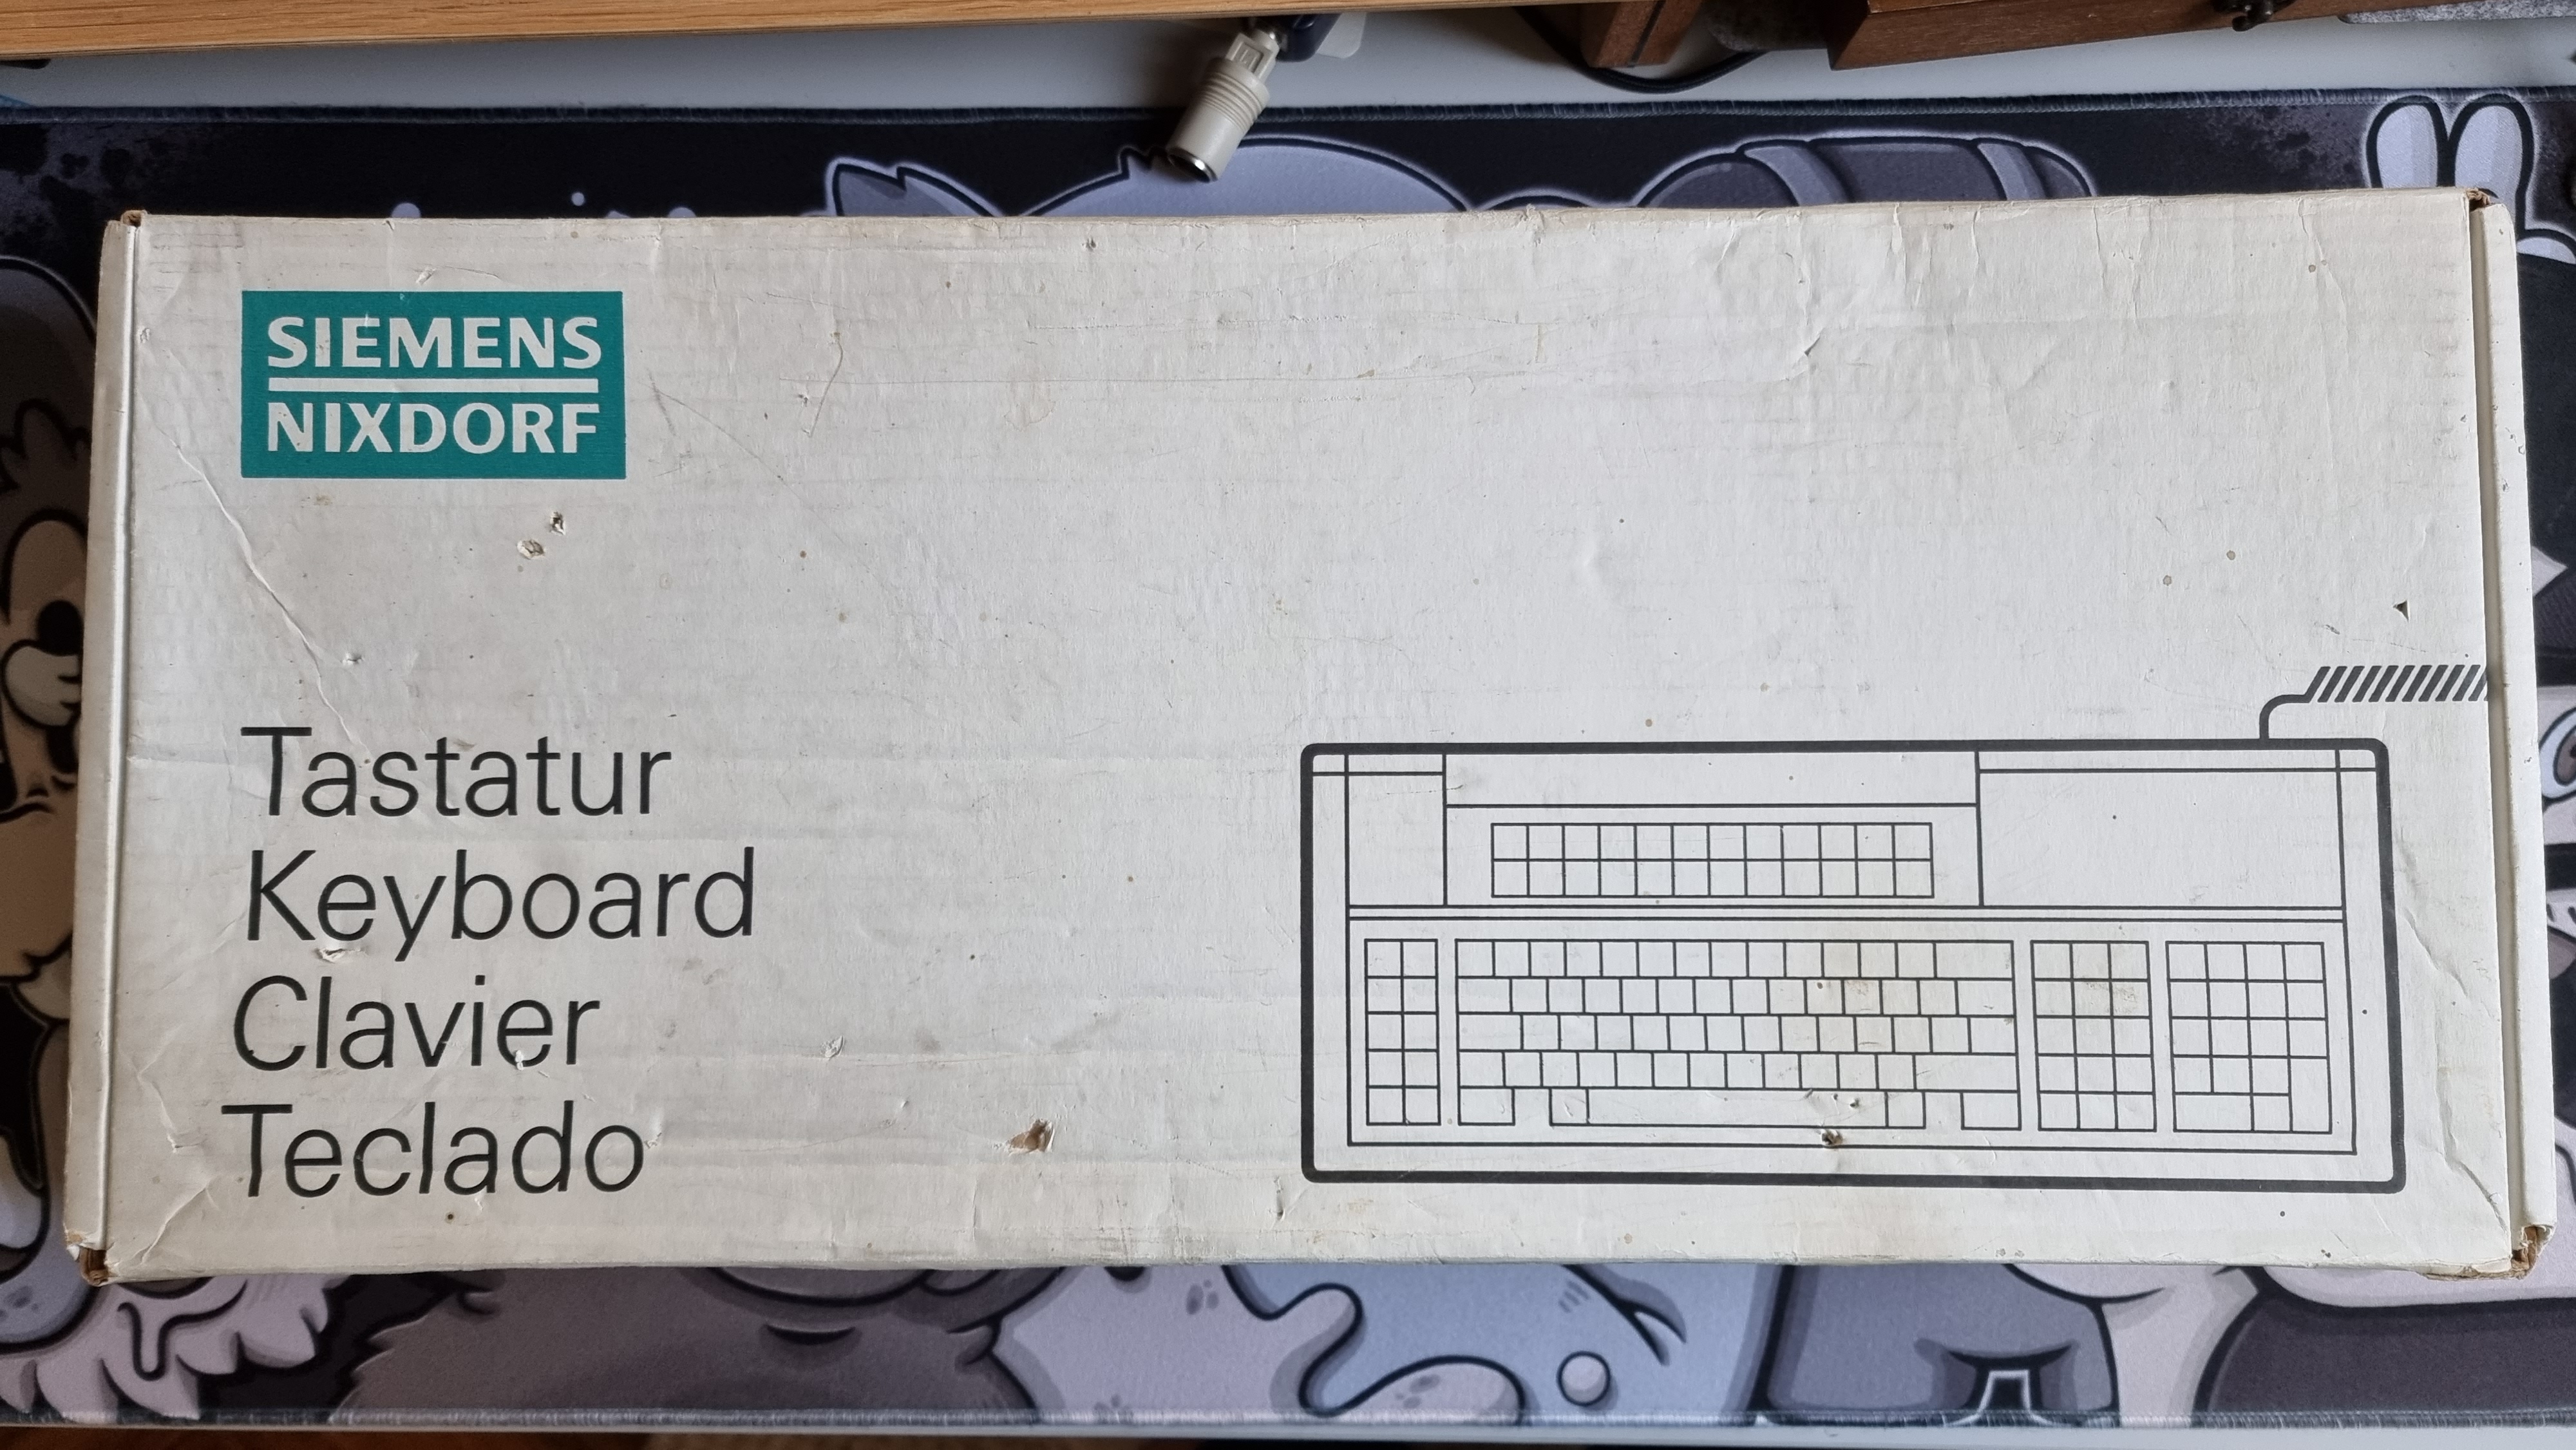 SIEMENS
NIXDORF
Tastatur
Keyboard
Clavier
Teclado